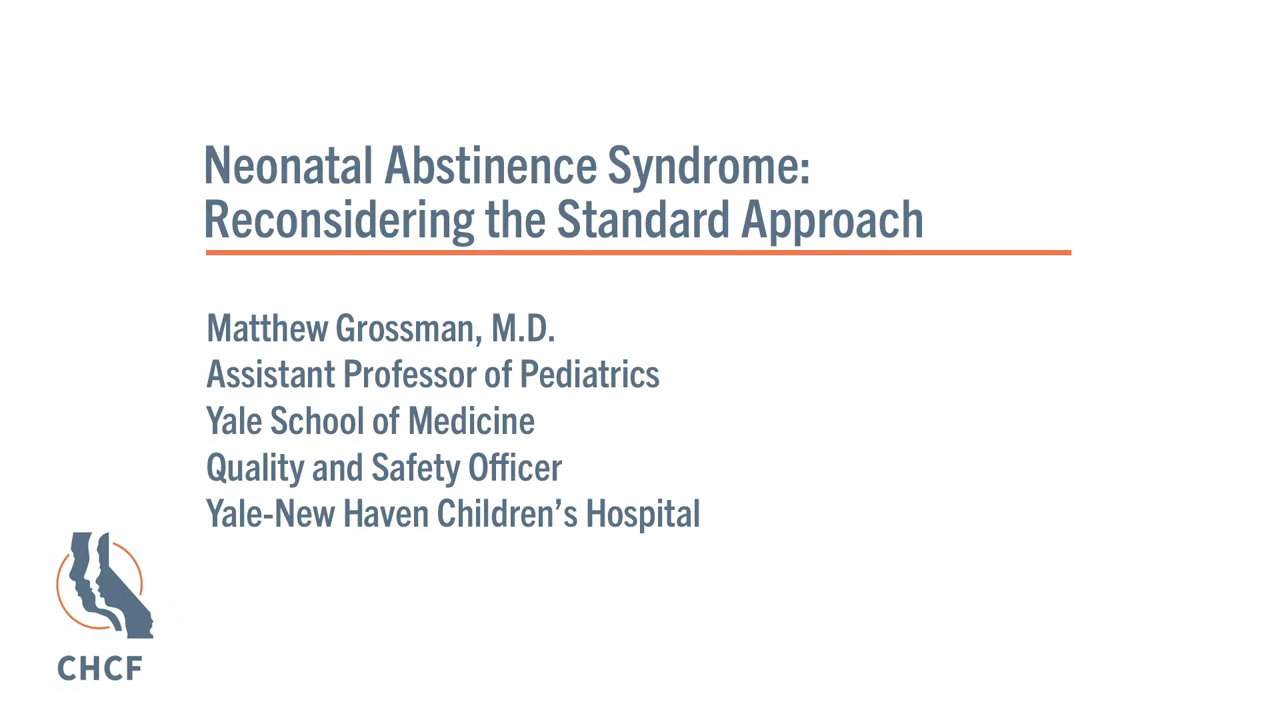 Neonatal Abstinence Syndrome:
Reconsidering the Standard Approach
Matthew Grossman, M.D.
Assistant Professor of Pediatrics
Yale School of Medicine
Quality and Safety Officer
Yale-New Haven Children’s Hospital
CHCF